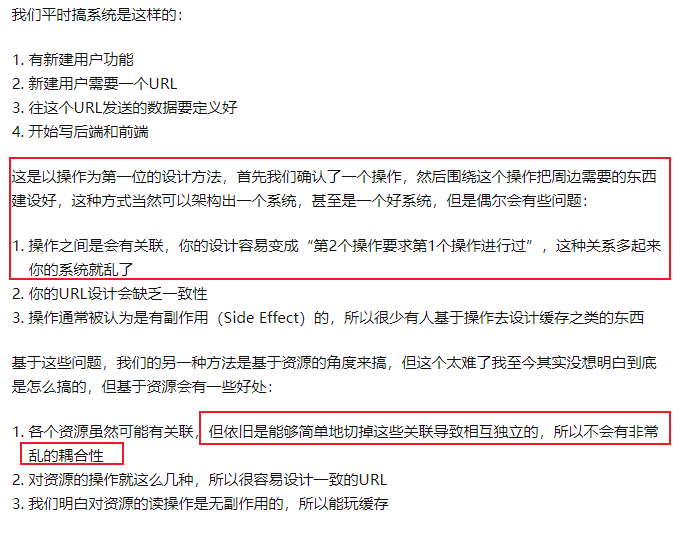 我们平时搞系统是这样的：
1. 有新建用户功能
2. 新建用户需要一个URL
3. 往这个URL发送的数据要定义好
4. 开始写后端和前端
这是以操作为第一位的设计方法，首先我们确认了一个操作，然后围绕这个操作把周边需要的东西
建设好，这种方式当然可以架构出一个系统，甚至是一个好系统，但是偶尔会有些问题：
1. 操作之间是会有关联，你的设计容易变成“第2个操作要求第1个操作进行过”，这种关系多起来
你的系统就乱了
2. 你的URL设计会缺乏一致性
3. 操作通常被认为是有副作用（Side Effect）的，所以很少有人基于操作去设计缓存之类的东西
基于这些问题，我们的另一种方法是基于资源的角度来搞，但这个太难了我至今其实没想明白到底
是怎么搞的，但基于资源会有一些好处：
1. 各个资源虽然可能有关联，但依旧是能够简单地切掉这些关联导致相互独立的，所以不会有非常
乱的耦合性
2. 对资源的操作就这么几种，所以很容易设计一致的URL
3. 我们明白对资源的读操作是无副作用的，所以能玩缓存